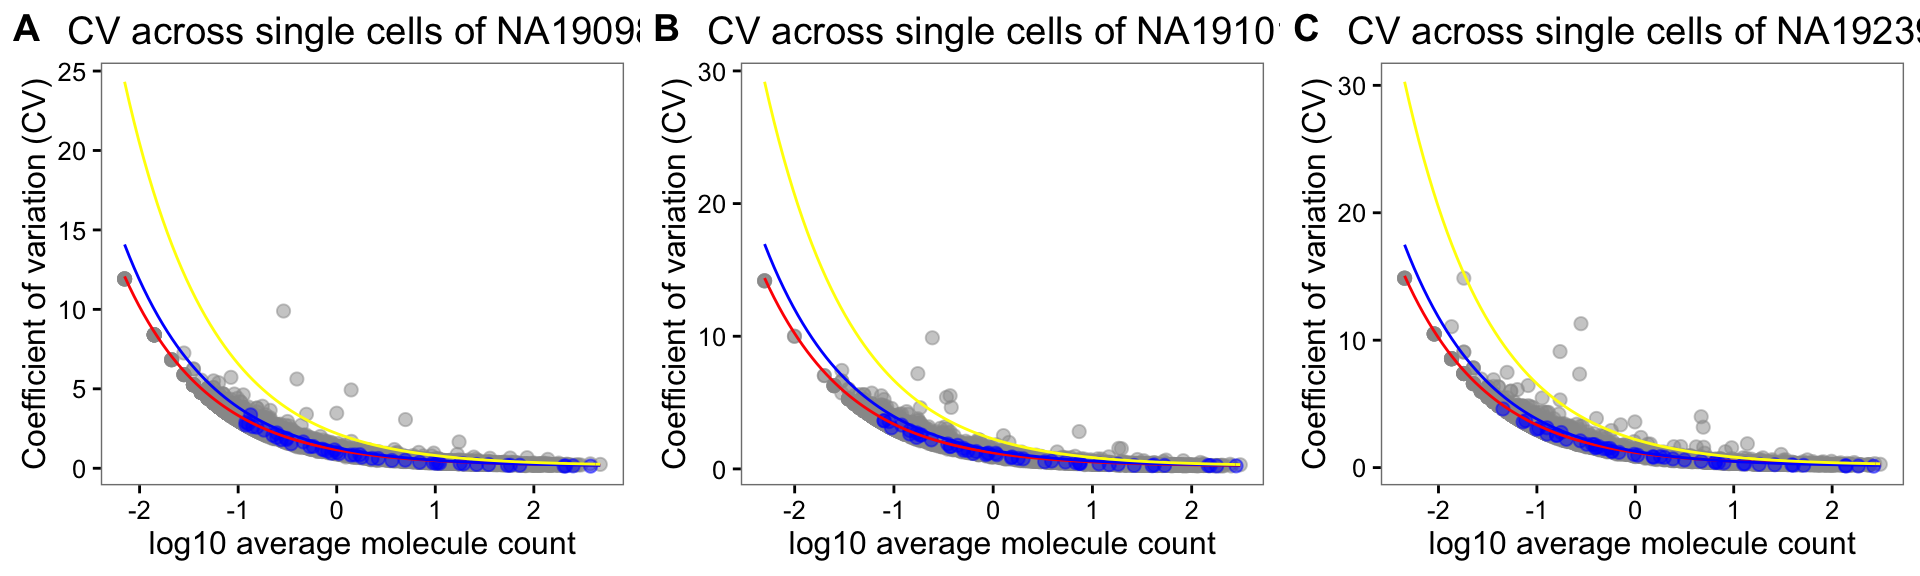 A CV across single cells of NA19098
Coefficient of variation (CV)
25
20
15
10
5
0
-2 -1 0 1 2
log10 average molecule count
B CV across single cells of NA19101
Coefficient of variation (CV)
30
20
10
0
-2 -1 0 1 2
log10 average molecule count
C CV across single cells of NA19239
Coefficient of variation (CV)
30
20
10
0
-2 -1 0 1 2
log10 average molecule count